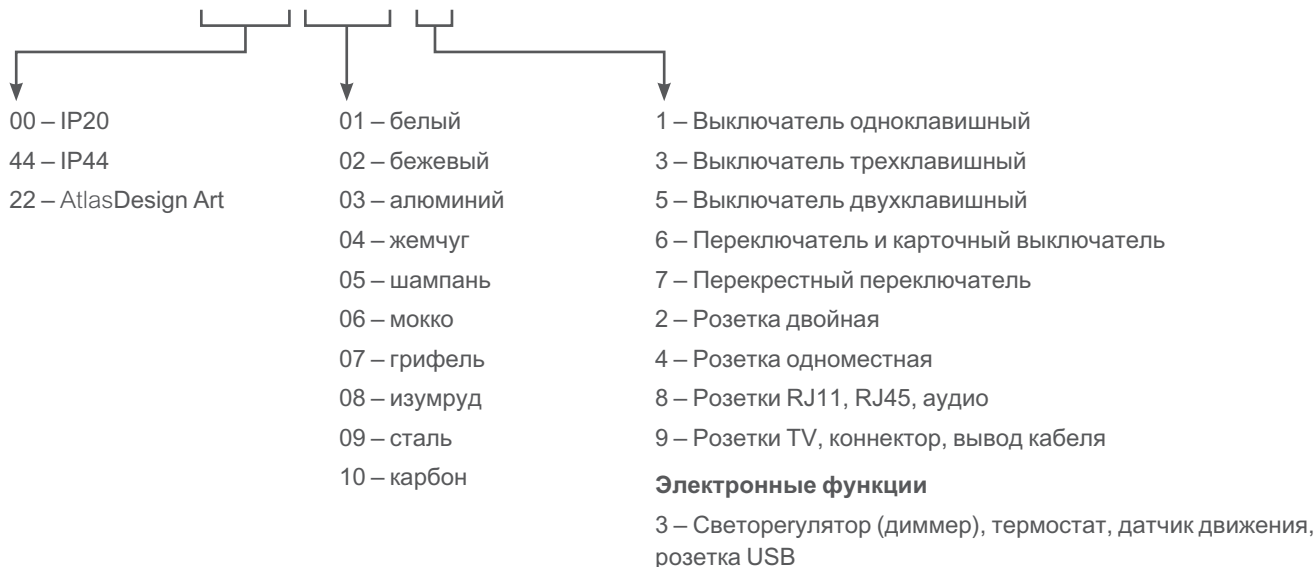 00 – IP20
44 – IP44
22 – AtlasDesign Art
01 – белый
02 – бежевый
03 – алюминий
04 – жемчуг
05 – шампань
06 – мокко
07 – грифель
08 – изумруд
09 – сталь
10 – карбон
1 – Выключатель одноклавишный
3 – Выключатель трехклавишный
5 – Выключатель двухклавишный
6 – Переключатель и карточный выключатель
7 – Перекрестный переключатель
2 – Розетка двойная
4 – Розетка одноместная
8 – Розетки RJ11, RJ45, аудио
9 – Розетки TV, коннектор, вывод кабеля
Электронные функции
3 – Светорегулятор (диммер), термостат, датчик движения,
розетка USB